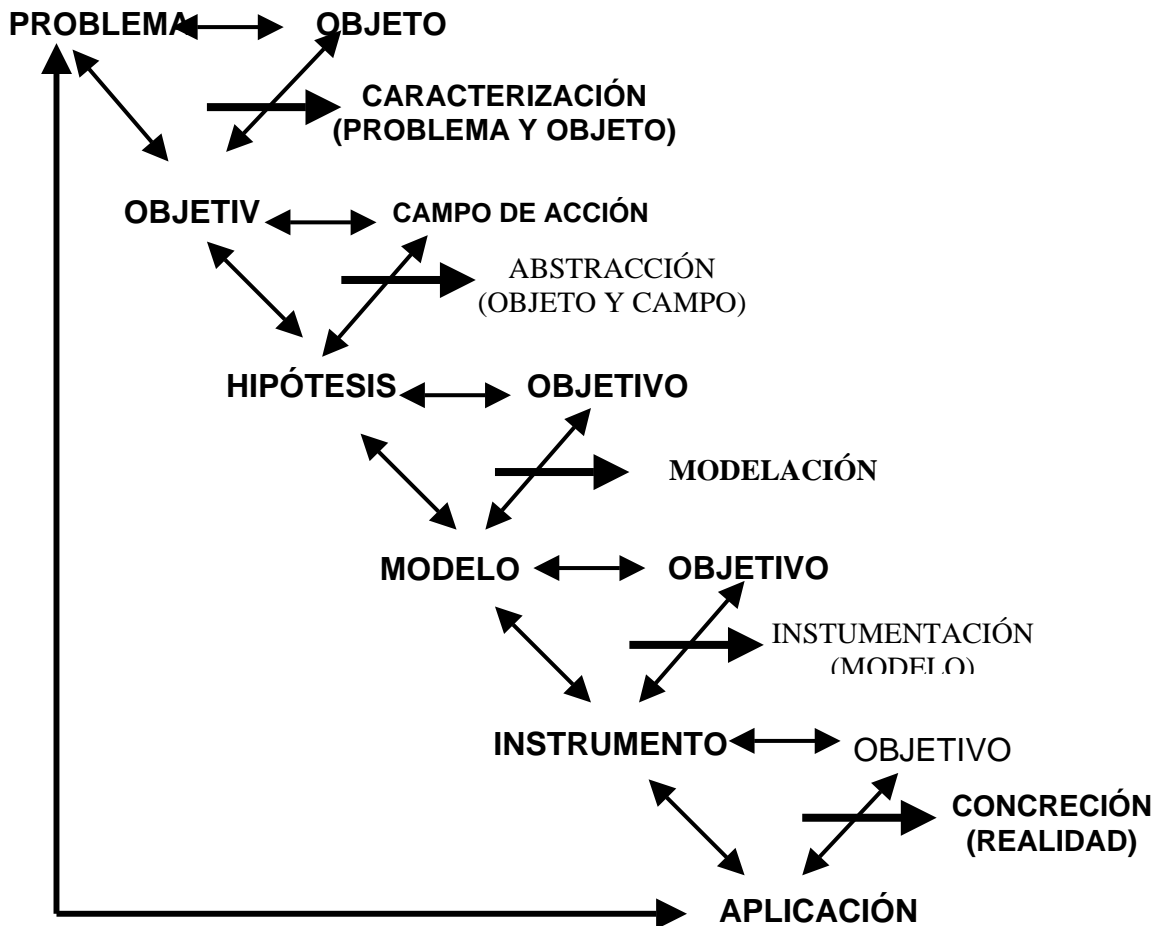 PROBLEMA OBJETO
CARACTERIZACIÓN
(PROBLEMA Y OBJETO)
OBJETIV CAMPO DE ACCIÓN
ABSTRACCIÓN
(OBJETO Y CAMPO)
HIPÓTESIS OBJETIVO
MODELACIÓN
MODELO OBJETIVO
INSTUMENTACIÓN
(MODELO)
INSTRUMENTO OBJETIVO
CONCRECIÓN
(REALIDAD)
APLICACIÓN